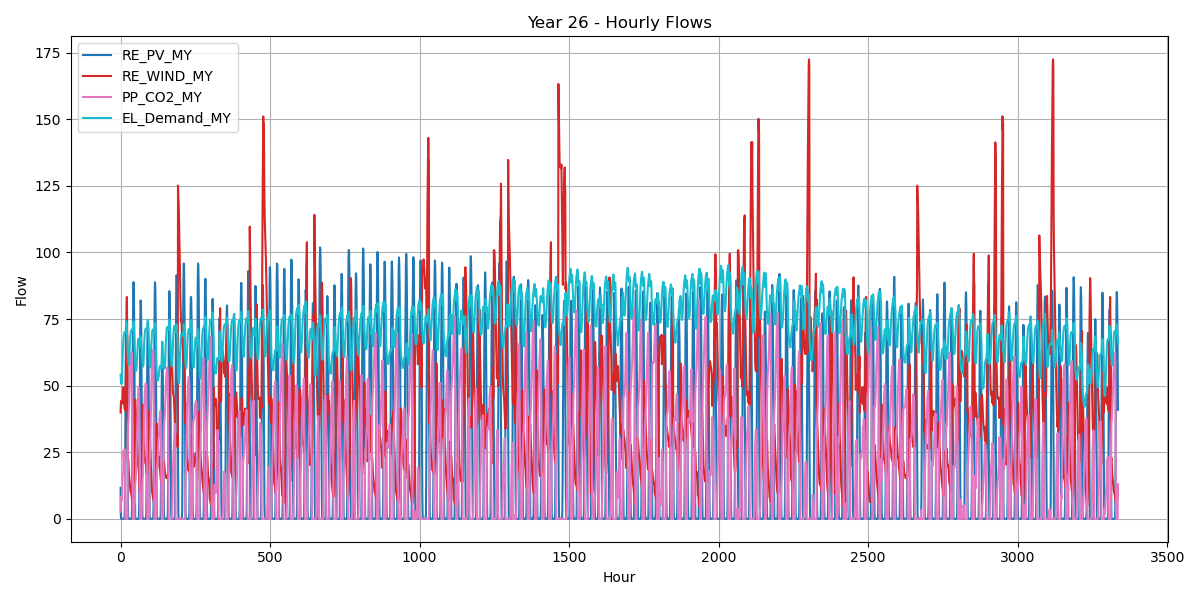 Year 26 - Hourly Flows
RE_PV_MY
RE_WIND_MY
PP_CO2_MY
EL_Demand_MY
175
150
125
100
75
50
25
0
Flow
0 500 1000 1500 2000 2500 3000 3500
Hour